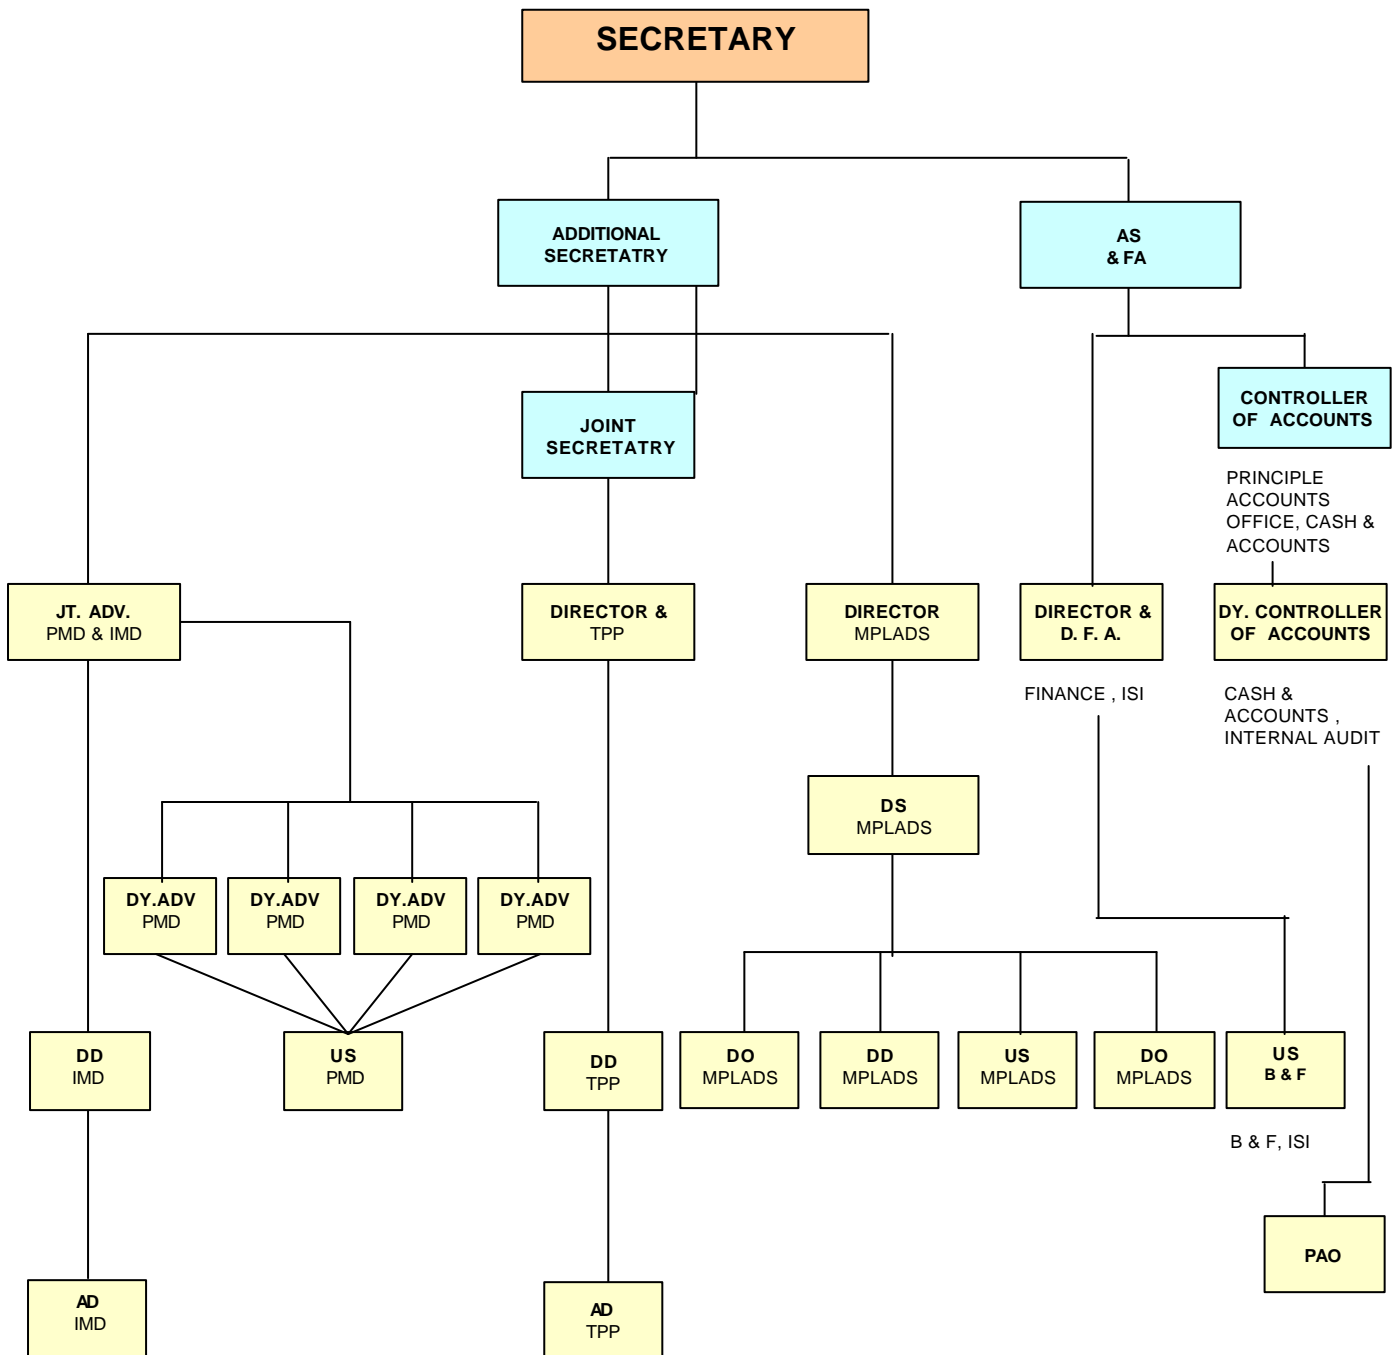 SECRETARY
ADDITIONAL
SECRETATRY
AS
& FA
CONTROLLER
OF ACCOUNTS
JOINT
SECRETATRY
PRINCIPLE
ACCOUNTS
OFFICE, CASH &
ACCOUNTS
JT. ADV.
PMD & IMD
DIRECTOR &
TPP
DIRECTOR
MPLADS
DIRECTOR &
D. F. A.
DY. CONTROLLER
OF ACCOUNTS
FINANCE , ISI
CASH &
ACCOUNTS ,
INTERNAL AUDIT
DS
MPLADS
DY.ADV
PMD
DY.ADV
PMD
DY.ADV
PMD
DY.ADV
PMD
DD
IMD
US
PMD
DD
TPP
DO
MPLADS
DD
MPLADS
US
MPLADS
DO
MPLADS
US
B & F
B & F, ISI
PAO
AD
IMD
AD
TPP